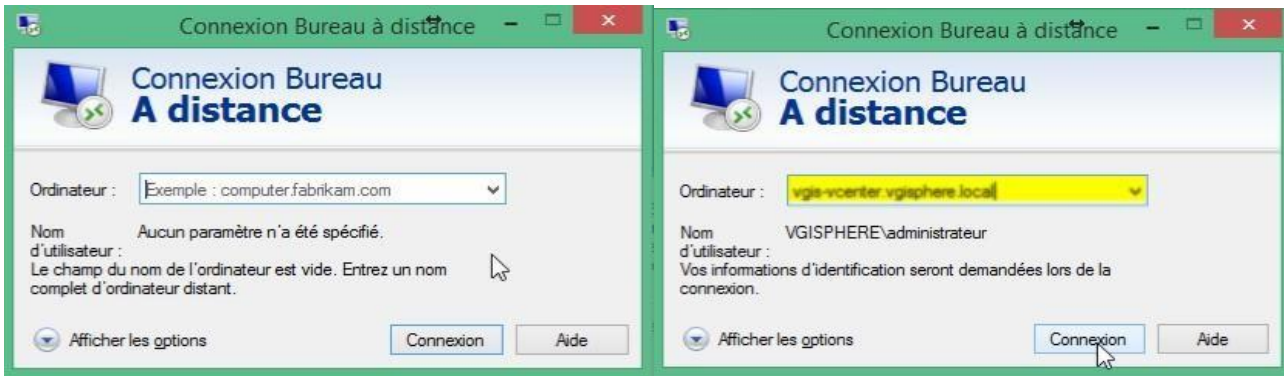 Connexion Bureau à distance
Connexion Bureau
A distance
Ordinateur :
Exemple : computer.fabrikam.com
Nom
d'utilisateur :
Aucun paramètre n'a été spécifié.
Le champ du nom de l'ordinateur est vide. Entrez un nom
complet d'ordinateur distant.
Afficher les options
Connexion
Aide
Connexion Bureau à distance
Connexion Bureau
A distance
Ordinateur :
vgis-vcenter.vgisphere.local
Nom
d'utilisateur :
VGISPHERE\administrateur
Vos informations d'identification seront demandées lors de la
connexion.
Afficher les options
Connexion
Aide